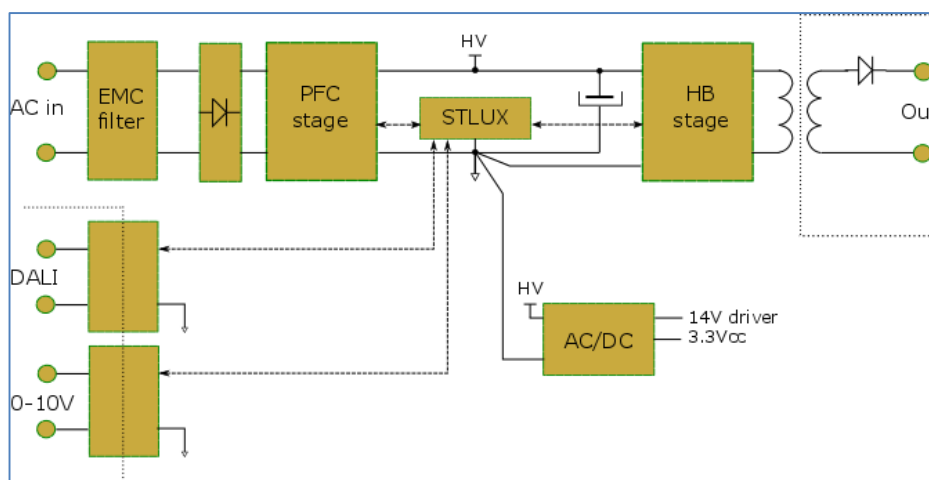 HV
AC in
EMC
filter
PFC
stage
STLUX
HB
stage
Ou
DALI
0-10V
HV
AC/DC
14V driver
3.3Vcc